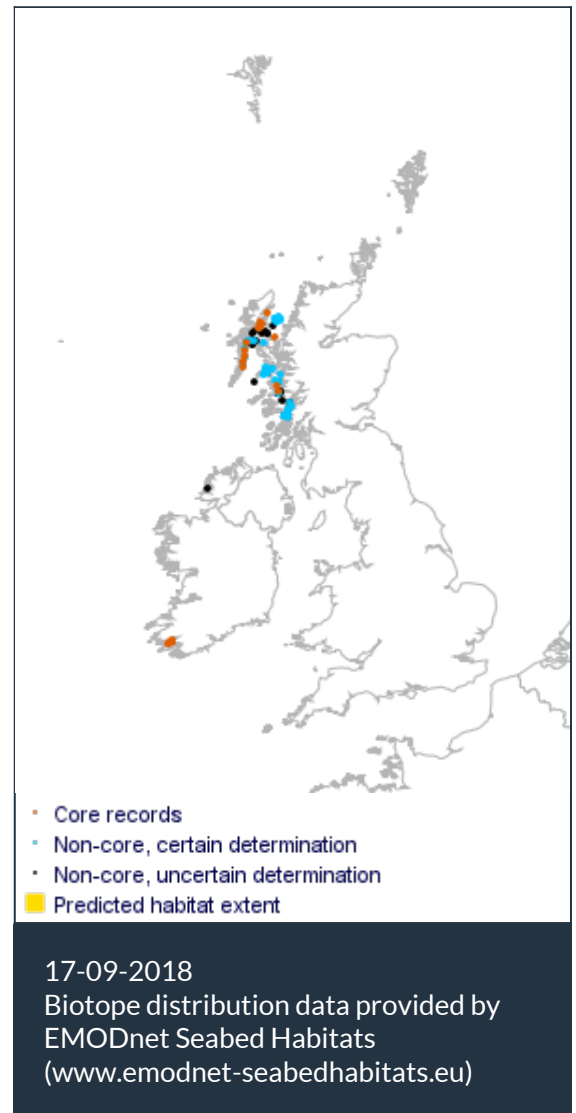 Core records
Non-core, certain determination
Non-core, uncertain determination
Predicted habitat extent
17-09-2018
Biotope distribution data provided by
EMODnet Seabed Habitats
(www.emodnet-seabedhabitats.eu)